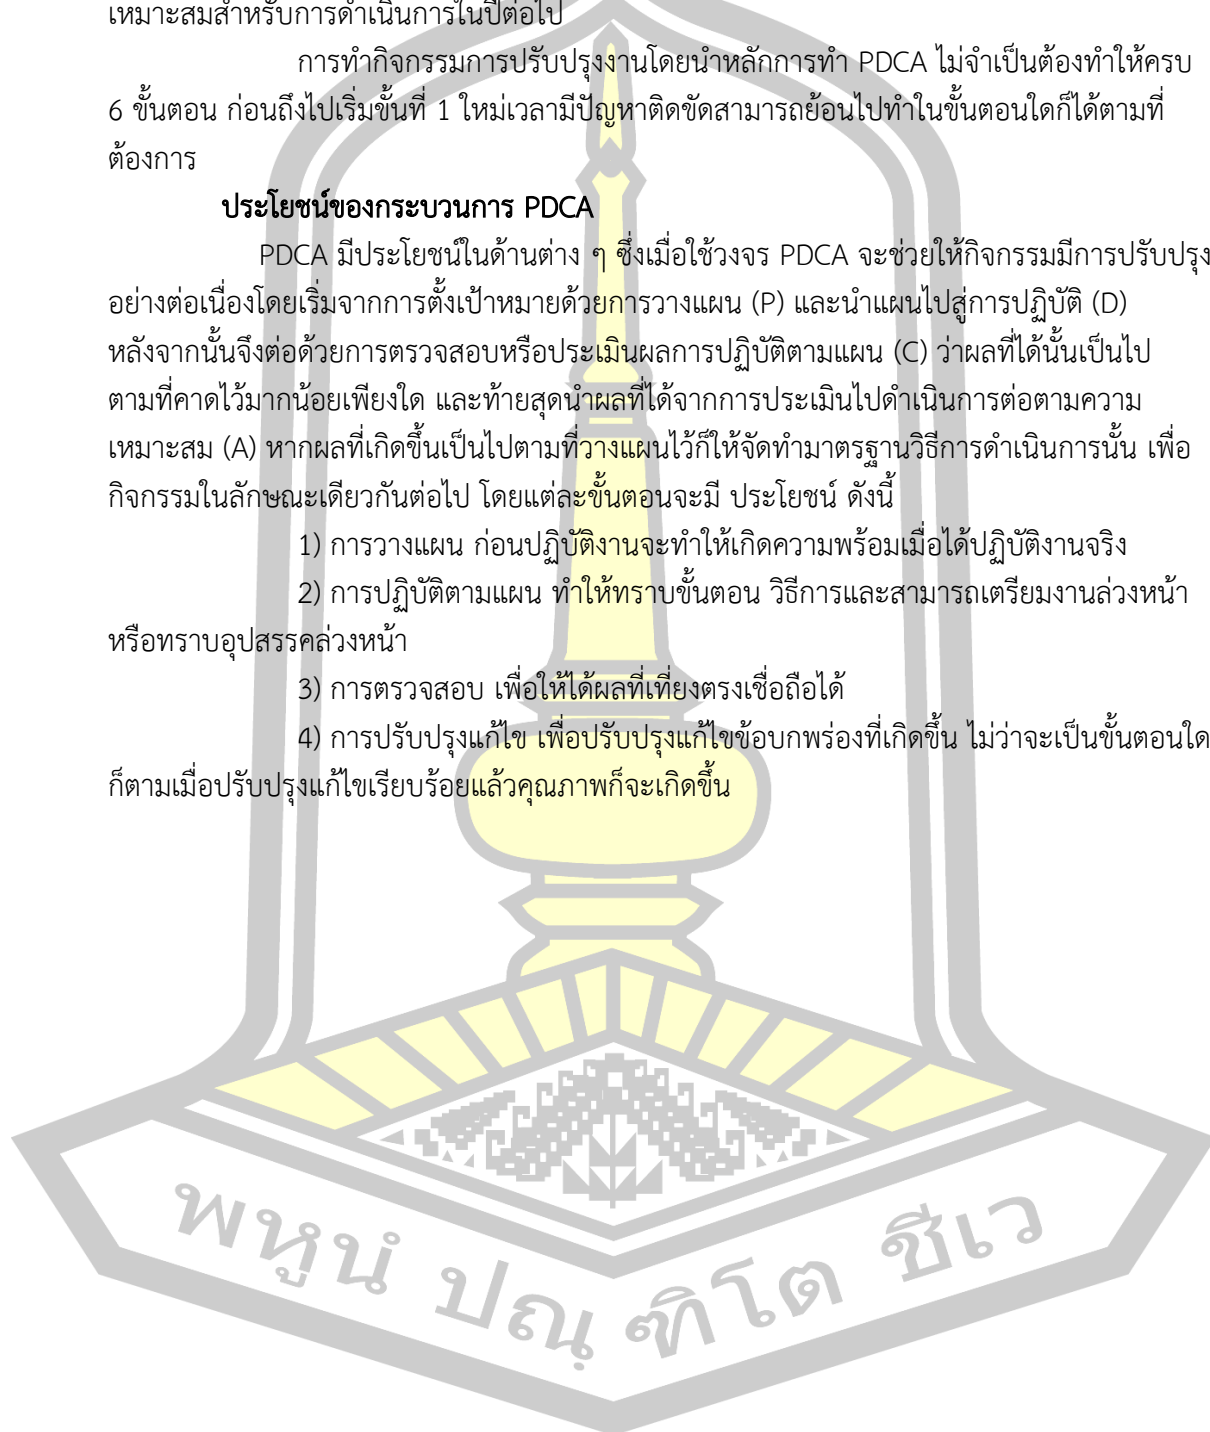 เหมาะสมสำหรับการดำเนินการในปีต่อไป
การทำกิจกรรมการปรับปรุงงานโดยนำหลักการทำ PDCA ไม่จำเป็นต้องทำให้ครบ
6 ขั้นตอน ก่อนถึงไปเริ่มขั้นที่ 1 ใหม่เวลามีปัญหาติดขัดสามารถย้อนไปทำในขั้นตอนใดก็ได้ตามที่
ต้องการ
ประโยชน์ของกระบวนการ PDCA
PDCA มีประโยชน์ในด้านต่าง ๆ ซึ่งเมื่อใช้วงจร PDCA จะช่วยให้กิจกรรมมีการปรับปรุง
อย่างต่อเนื่องโดยเริ่มจากการตั้งเป้าหมายด้วยการวางแผน (P) และนำแผนไปสู่การปฏิบัติ (D)
หลังจากนั้นจึงต่อด้วยการตรวจสอบหรือประเมินผลการปฏิบัติตามแผน (C) ว่าผลที่ได้นั้นเป็นไป
ตามที่คาดไว้มากน้อยเพียงใด และท้ายสุดนำผลที่ได้จากการประเมินไปดำเนินการต่อตามความ
เหมาะสม (A) หากผลที่เกิดขึ้นเป็นไปตามที่วางแผนไว้ก็ให้จัดทำมาตรฐานวิธีการดำเนินการนั้น เพื่อ
กิจกรรมในลักษณะเดียวกันต่อไป โดยแต่ละขั้นตอนจะมี ประโยชน์ ดังนี้
1) การวางแผน ก่อนปฏิบัติงานจะทำให้เกิดความพร้อมเมื่อได้ปฏิบัติงานจริง
2) การปฏิบัติตามแผน ทำให้ทราบขั้นตอน วิธีการและสามารถเตรียมงานล่วงหน้า
หรือทราบอุปสรรคล่วงหน้า
3) การตรวจสอบ เพื่อให้ได้ผลที่เที่ยงตรงเชื่อถือได้
4) การปรับปรุงแก้ไข เพื่อปรับปรุงแก้ไขข้อบกพร่องที่เกิดขึ้น ไม่ว่าจะเป็นขั้นตอนใด
ก็ตามเมื่อปรับปรุงแก้ไขเรียบร้อยแล้วคุณภาพก็จะเกิดขึ้น
พหูนํ ปณฺ ฑิโต ชีเว